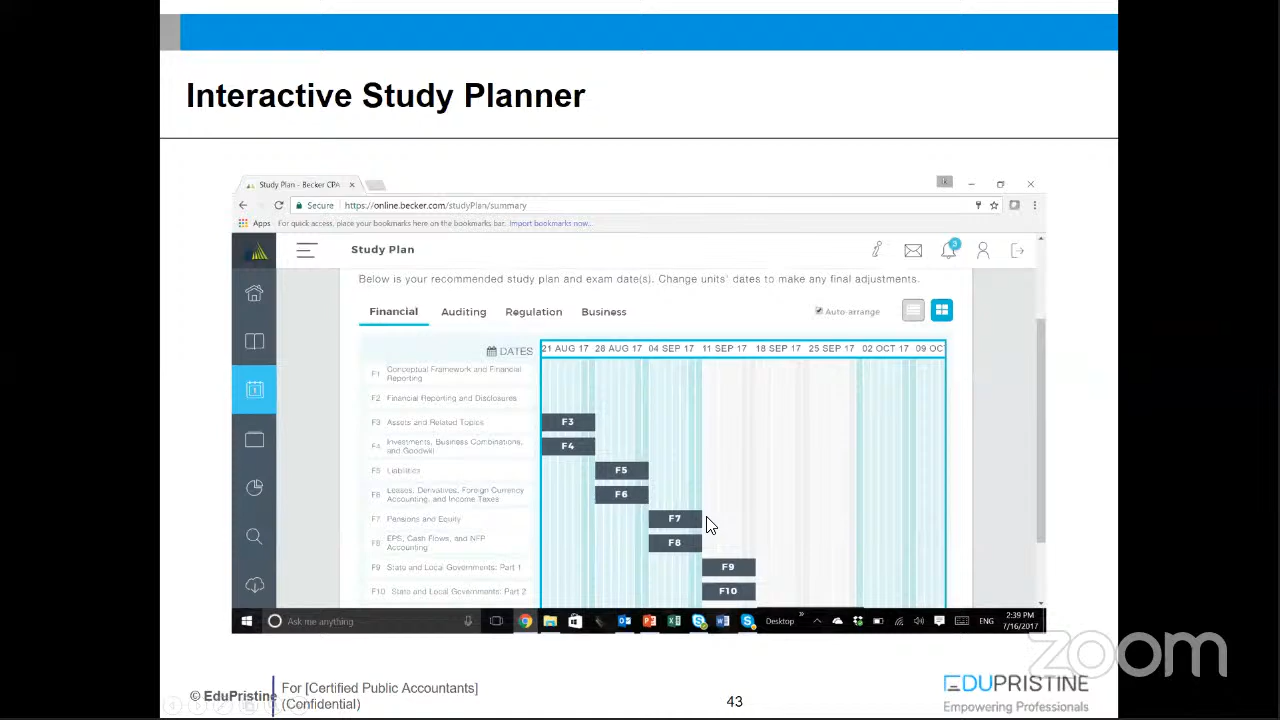 Interactive Study Planner
Study Plan - Becker CPA
Secure https://online.becker.com/studyPlan/summary
Apps For quick access, place your bookmarks here on the bookmarks bar. Import bookmarks now...
Study Plan 3
Below is your recommended study plan and exam date(s). Change units' dates to make any final adjustments.
Financial Auditing Regulation Business Auto-arrange
DATES 21 AUG 17 28 AUG 17 04 SEP 17 11 SEP 17 18 SEP 17 25 SEP 17 02 OCT 17 09 OCT
F1 Conceptual Framework and Financial
Reporting
F2 Financial Reporting and Disclosures
F3 Assets and Related Topics F3
F4 Investments, Business Combinations,
and Goodwill F4
F5 Liabilities F5
F6 Leases, Derivatives, Foreign Currency
Accounting, and Income Taxes F6
F7 Pensions and Equity F7
F8 EPS, Cash Flows, and NFP
Accounting F8
F9 State and Local Governments: Part 1 F9
F10 State and Local Governments: Part 2 F10
Ask me anything Desktop ENG 2:39 PM
7/16/2017
zoom
© EduPristine For [Certified Public Accountants]
(Confidential)
43
EDUPRISTINE
Empowering Professionals